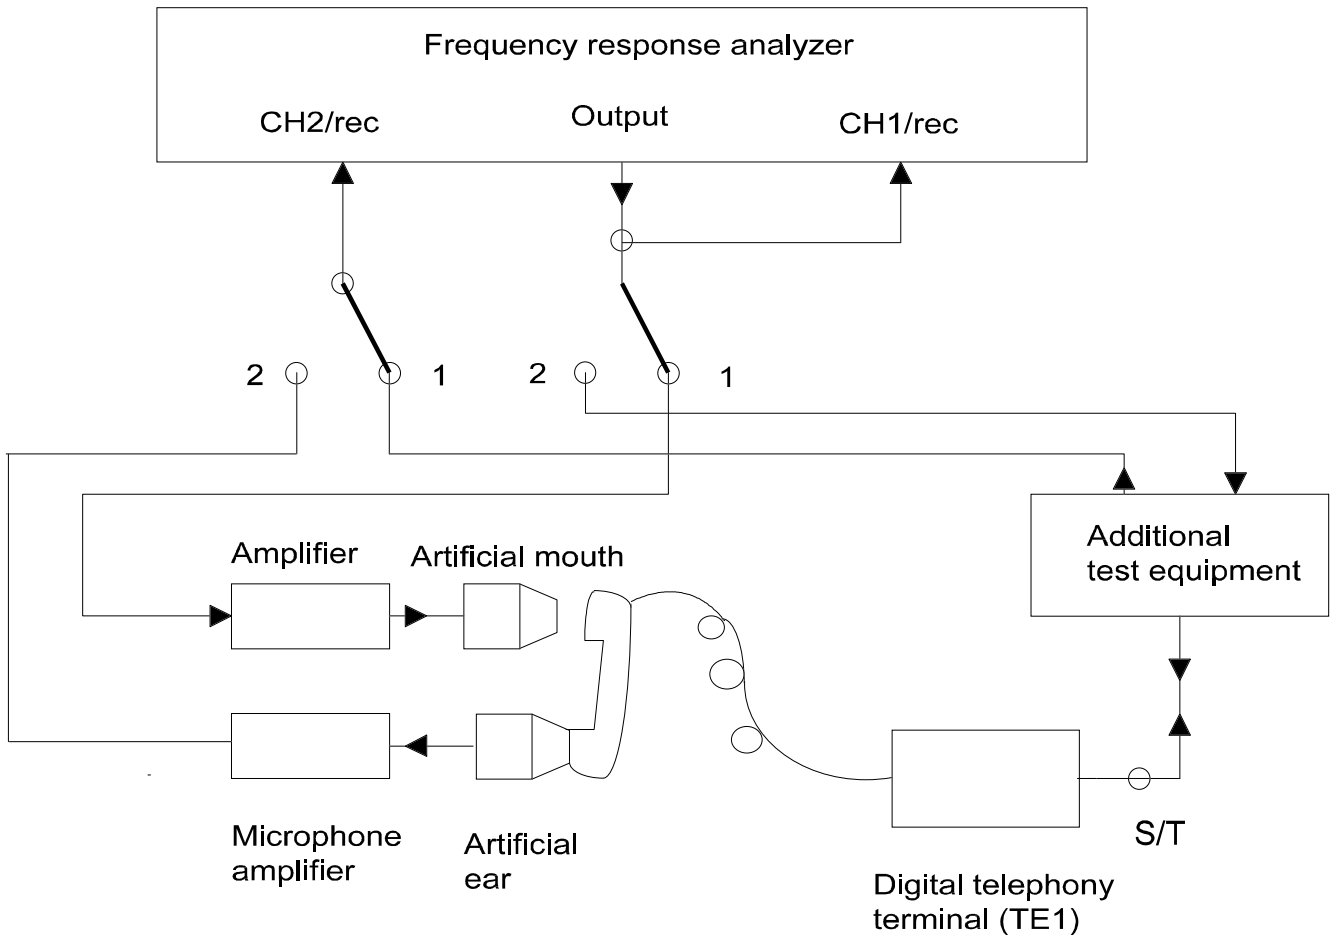 Frequency response analyzer
CH2/rec
Output
CH1/rec
2
1
2
1
Additional
test equipment
Amplifier
Artificial mouth
Microphone
amplifier
Artificial
ear
S/T
Digital telephony
terminal (TE1)